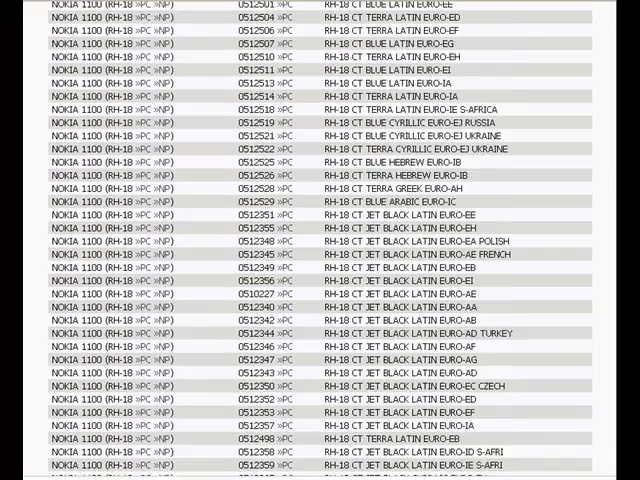 NOKIA 1100 (RH-18 »PC »NP) 0512501 »PC RH-18 CT BLUE LATIN EURO-EE
NOKIA 1100 (RH-18 »PC »NP) 0512504 »PC RH-18 CT TERRA LATIN EURO-ED
NOKIA 1100 (RH-18 »PC »NP) 0512506 »PC RH-18 CT TERRA LATIN EURO-EF
NOKIA 1100 (RH-18 »PC »NP) 0512507 »PC RH-18 CT BLUE LATIN EURO-EG
NOKIA 1100 (RH-18 »PC »NP) 0512510 »PC RH-18 CT TERRA LATIN EURO-EH
NOKIA 1100 (RH-18 »PC »NP) 0512511 »PC RH-18 CT BLUE LATIN EURO-EI
NOKIA 1100 (RH-18 »PC »NP) 0512513 »PC RH-18 CT BLUE LATIN EURO-IA
NOKIA 1100 (RH-18 »PC »NP) 0512514 »PC RH-18 CT TERRA LATIN EURO-IA
NOKIA 1100 (RH-18 »PC »NP) 0512518 »PC RH-18 CT TERRA LATIN EURO-IE S-AFRICA
NOKIA 1100 (RH-18 »PC »NP) 0512519 »PC RH-18 CT BLUE CYRILLIC EURO-EJ RUSSIA
NOKIA 1100 (RH-18 »PC »NP) 0512521 »PC RH-18 CT BLUE CYRILLIC EURO-EJ UKRAINE
NOKIA 1100 (RH-18 »PC »NP) 0512522 »PC RH-18 CT TERRA CYRILLIC EURO-EJ UKRAINE
NOKIA 1100 (RH-18 »PC »NP) 0512525 »PC RH-18 CT BLUE HEBREW EURO-IB
NOKIA 1100 (RH-18 »PC »NP) 0512526 »PC RH-18 CT TERRA HEBREW EURO-IB
NOKIA 1100 (RH-18 »PC »NP) 0512528 »PC RH-18 CT TERRA GREEK EURO-AH
NOKIA 1100 (RH-18 »PC »NP) 0512529 »PC RH-18 CT BLUE ARABIC EURO-IC
NOKIA 1100 (RH-18 »PC »NP) 0512351 »PC RH-18 CT JET BLACK LATIN EURO-EE
NOKIA 1100 (RH-18 »PC »NP) 0512355 »PC RH-18 CT JET BLACK LATIN EURO-EH
NOKIA 1100 (RH-18 »PC »NP) 0512348 »PC RH-18 CT JET BLACK LATIN EURO-EA POLISH
NOKIA 1100 (RH-18 »PC »NP) 0512345 »PC RH-18 CT JET BLACK LATIN EURO-AE FRENCH
NOKIA 1100 (RH-18 »PC »NP) 0512349 »PC RH-18 CT JET BLACK LATIN EURO-EB
NOKIA 1100 (RH-18 »PC »NP) 0512356 »PC RH-18 CT JET BLACK LATIN EURO-EI
NOKIA 1100 (RH-18 »PC »NP) 0510227 »PC RH-18 CT JET BLACK LATIN EURO-AE
NOKIA 1100 (RH-18 »PC »NP) 0512340 »PC RH-18 CT JET BLACK LATIN EURO-AA
NOKIA 1100 (RH-18 »PC »NP) 0512342 »PC RH-18 CT JET BLACK LATIN EURO-AB
NOKIA 1100 (RH-18 »PC »NP) 0512344 »PC RH-18 CT JET BLACK LATIN EURO-AD TURKEY
NOKIA 1100 (RH-18 »PC »NP) 0512346 »PC RH-18 CT JET BLACK LATIN EURO-AF
NOKIA 1100 (RH-18 »PC »NP) 0512347 »PC RH-18 CT JET BLACK LATIN EURO-AG
NOKIA 1100 (RH-18 »PC »NP) 0512343 »PC RH-18 CT JET BLACK LATIN EURO-AD
NOKIA 1100 (RH-18 »PC »NP) 0512350 »PC RH-18 CT JET BLACK LATIN EURO-EC CZECH
NOKIA 1100 (RH-18 »PC »NP) 0512352 »PC RH-18 CT JET BLACK LATIN EURO-ED
NOKIA 1100 (RH-18 »PC »NP) 0512353 »PC RH-18 CT JET BLACK LATIN EURO-EF
NOKIA 1100 (RH-18 »PC »NP) 0512357 »PC RH-18 CT JET BLACK LATIN EURO-IA
NOKIA 1100 (RH-18 »PC »NP) 0512498 »PC RH-18 CT TERRA LATIN EURO-EB
NOKIA 1100 (RH-18 »PC »NP) 0512358 »PC RH-18 CT JET BLACK LATIN EURO-ID S-AFRI
NOKIA 1100 (RH-18 »PC »NP) 0512359 »PC RH-18 CT JET BLACK LATIN EURO-IE S-AFRI